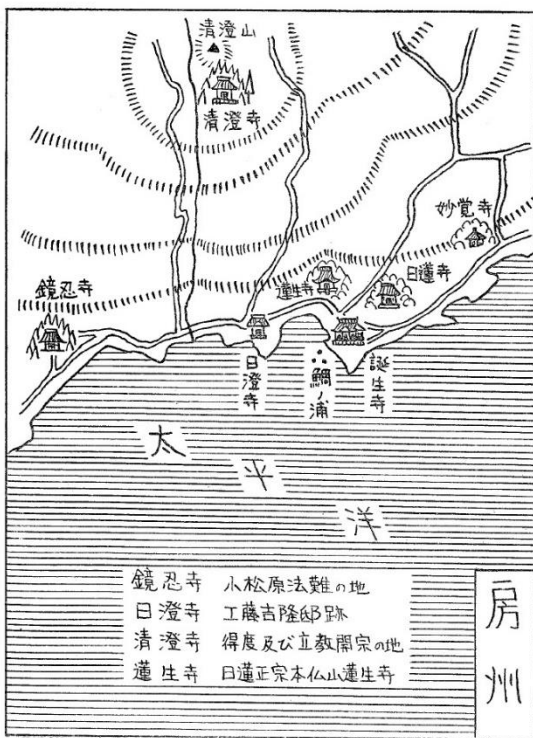 清澄山
清澄寺
妙覚寺
日蓮寺
蓮生寺
鏡忍寺
日澄寺
鯛ノ浦
誕生寺
太平洋
鏡忍寺 小松原法難の地
日澄寺 工藤吉隆邸跡
清澄寺 得度及び立教開宗の地
蓮生寺 日蓮正宗本仏山蓮生寺
房州